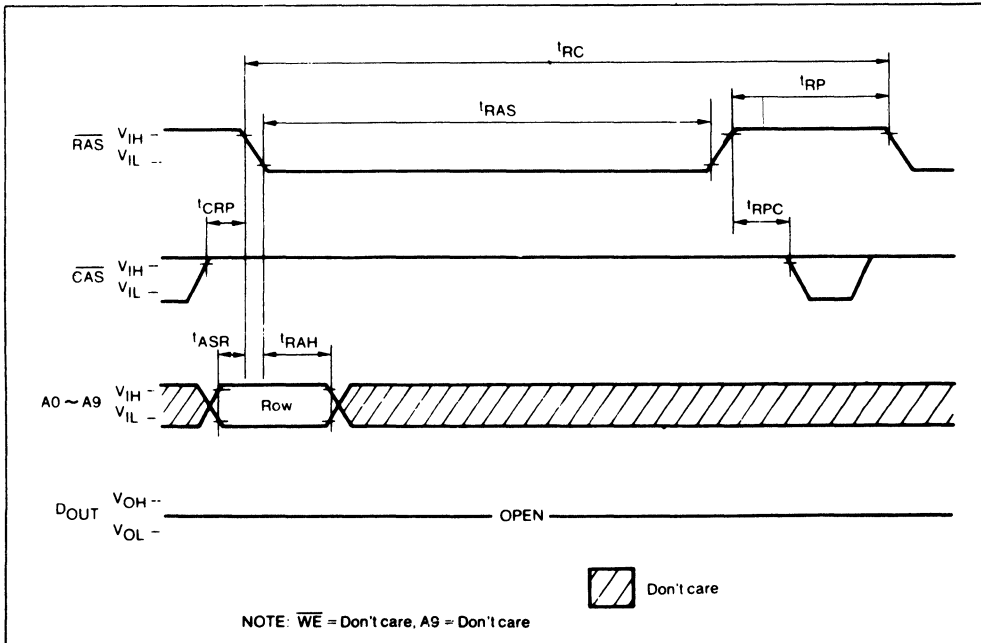 tRC
tRP
tRAS
RAS VIH
VIL
tCRP
tRPC
CAS VIH
VIL
tASR
tRAH
A0 ~ A9 VIH
VIL
Row
DOUT VOH
VOL
OPEN
Don't care
NOTE: WE = Don't care, A9 = Don't care